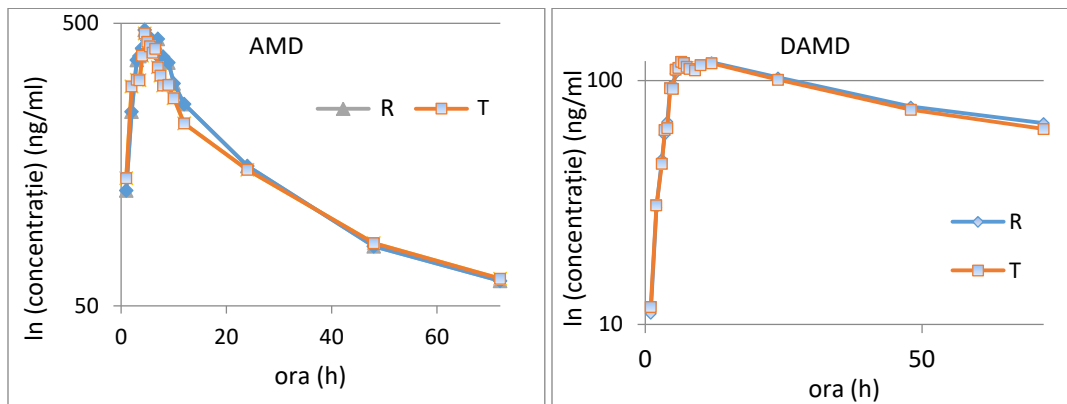 500
AMD
R
T
ln (concentrație) (ng/ml)
50
0
20
40
60
ora (h)
DAMD
100
ln (concentrație) (ng/ml)
R
T
10
0
50
ora (h)